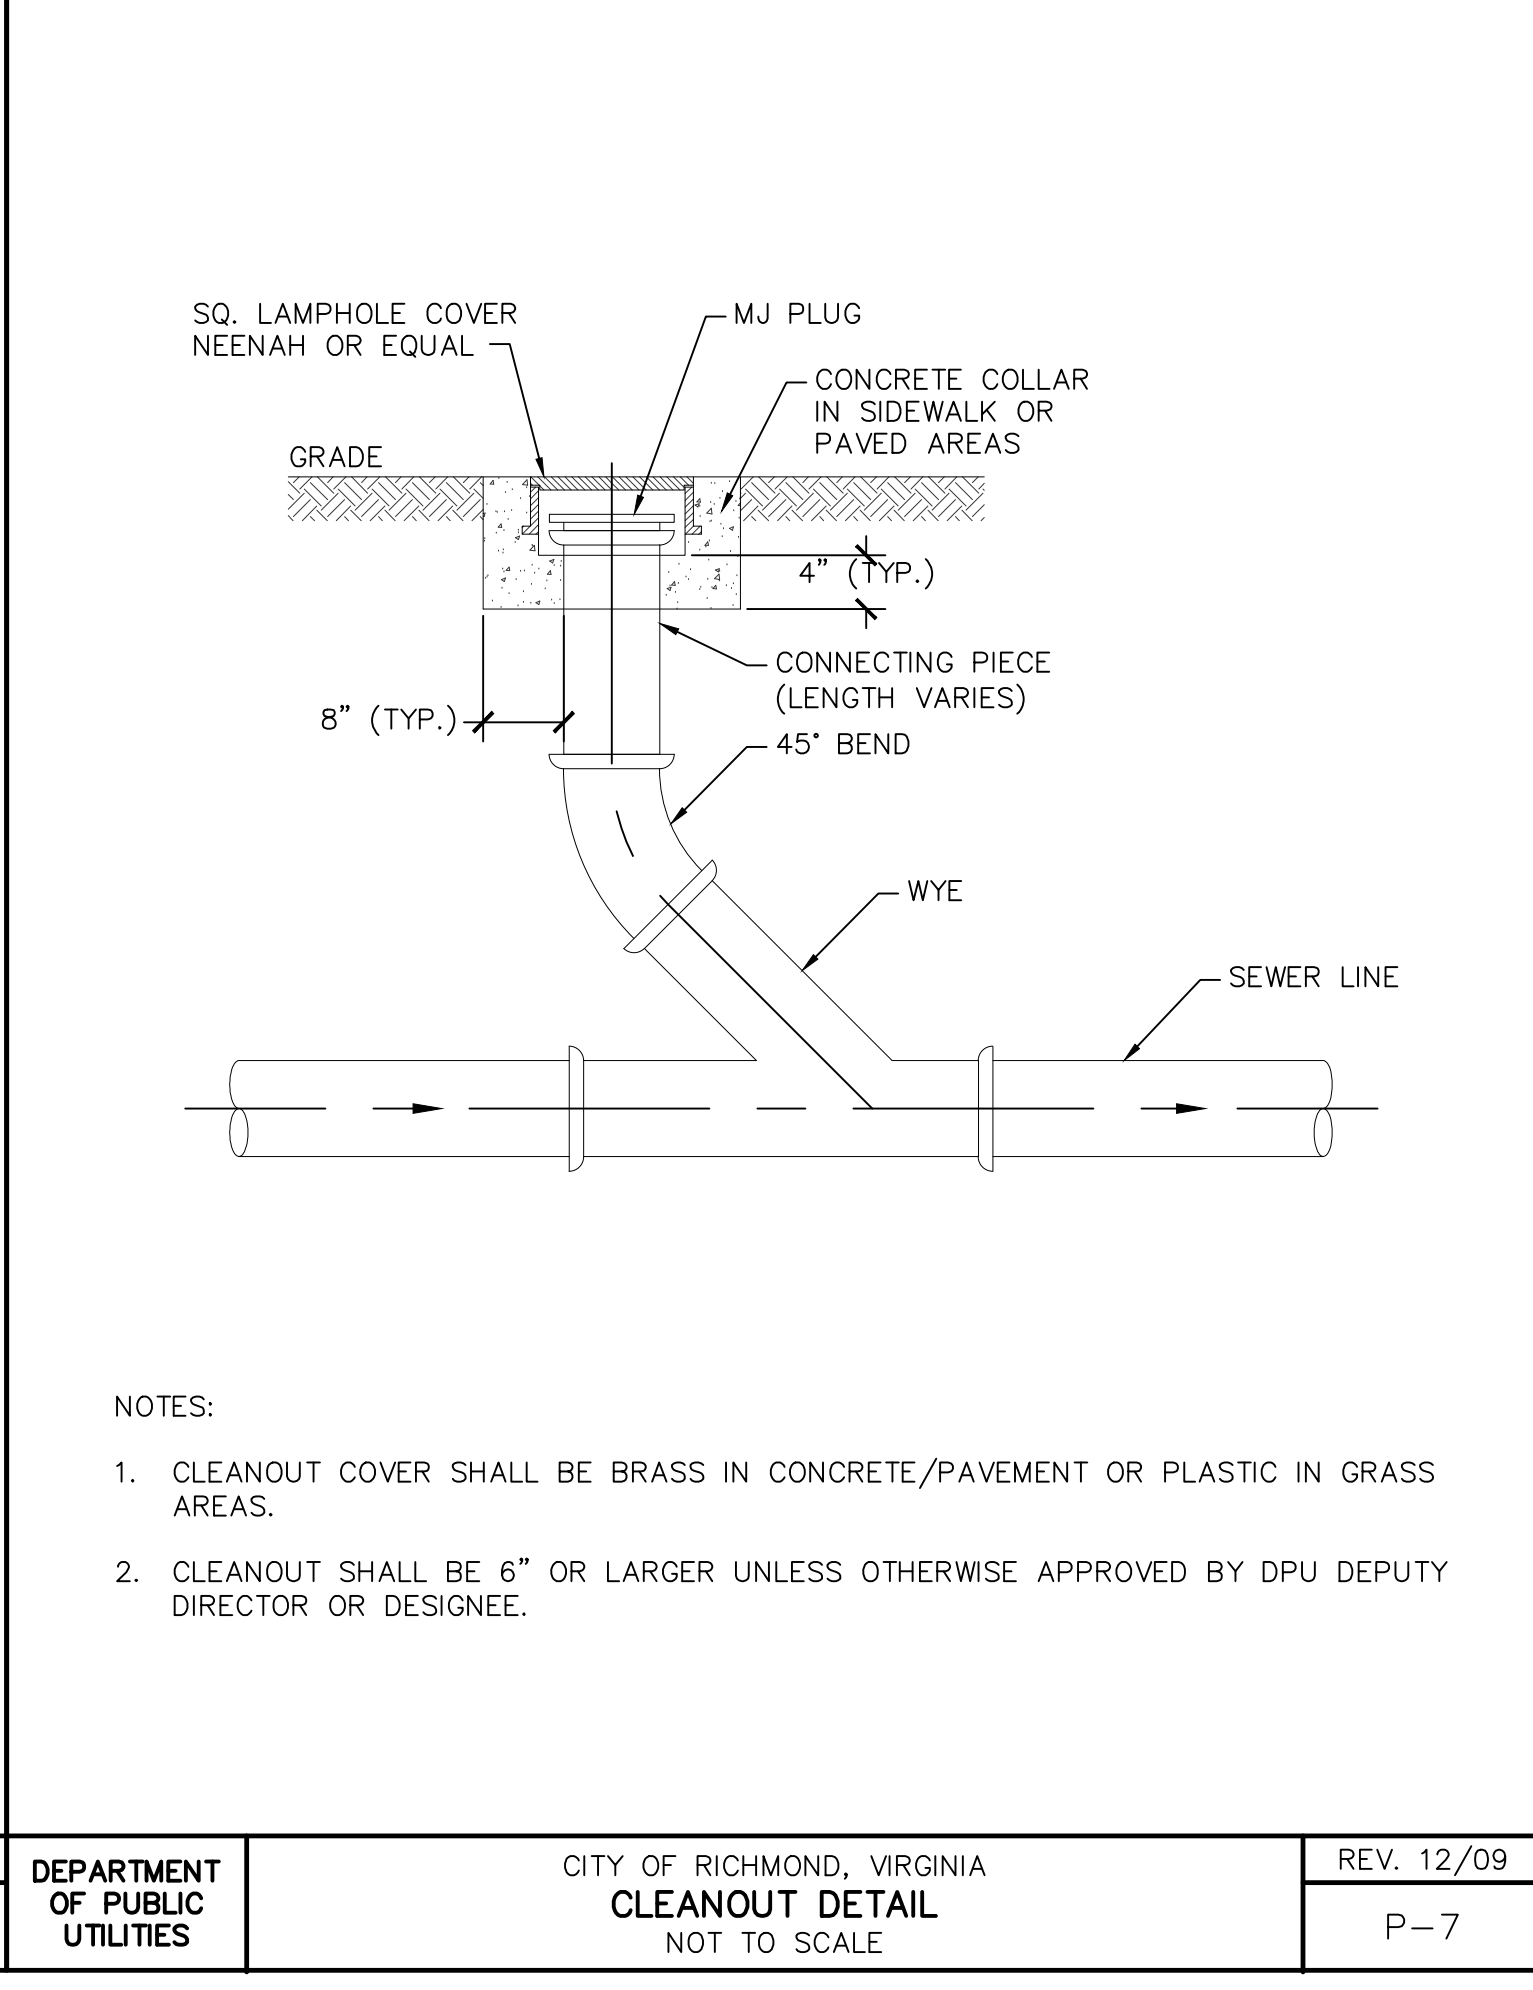 SQ. LAMPHOLE COVER
NEENAH OR EQUAL
MJ PLUG
CONCRETE COLLAR
IN SIDEWALK OR
PAVED AREAS
GRADE
4” (TYP.)
CONNECTING PIECE
(LENGTH VARIES)
8” (TYP.)
45° BEND
WYE
SEWER LINE
NOTES:
1. CLEANOUT COVER SHALL BE BRASS IN CONCRETE/PAVEMENT OR PLASTIC IN GRASS
AREAS.
2. CLEANOUT SHALL BE 6” OR LARGER UNLESS OTHERWISE APPROVED BY DPU DEPUTY
DIRECTOR OR DESIGNEE.
DEPARTMENT
OF PUBLIC
UTILITIES
CITY OF RICHMOND, VIRGINIA
CLEANOUT DETAIL
NOT TO SCALE
REV. 12/09
P-7